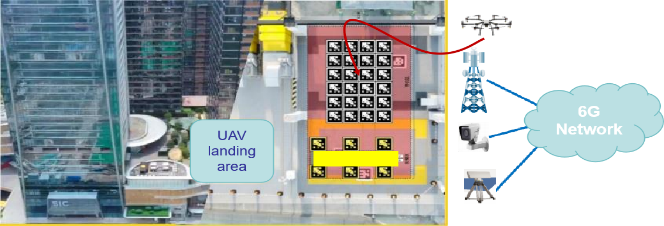 UAV
landing
area
6G
Network
SIC